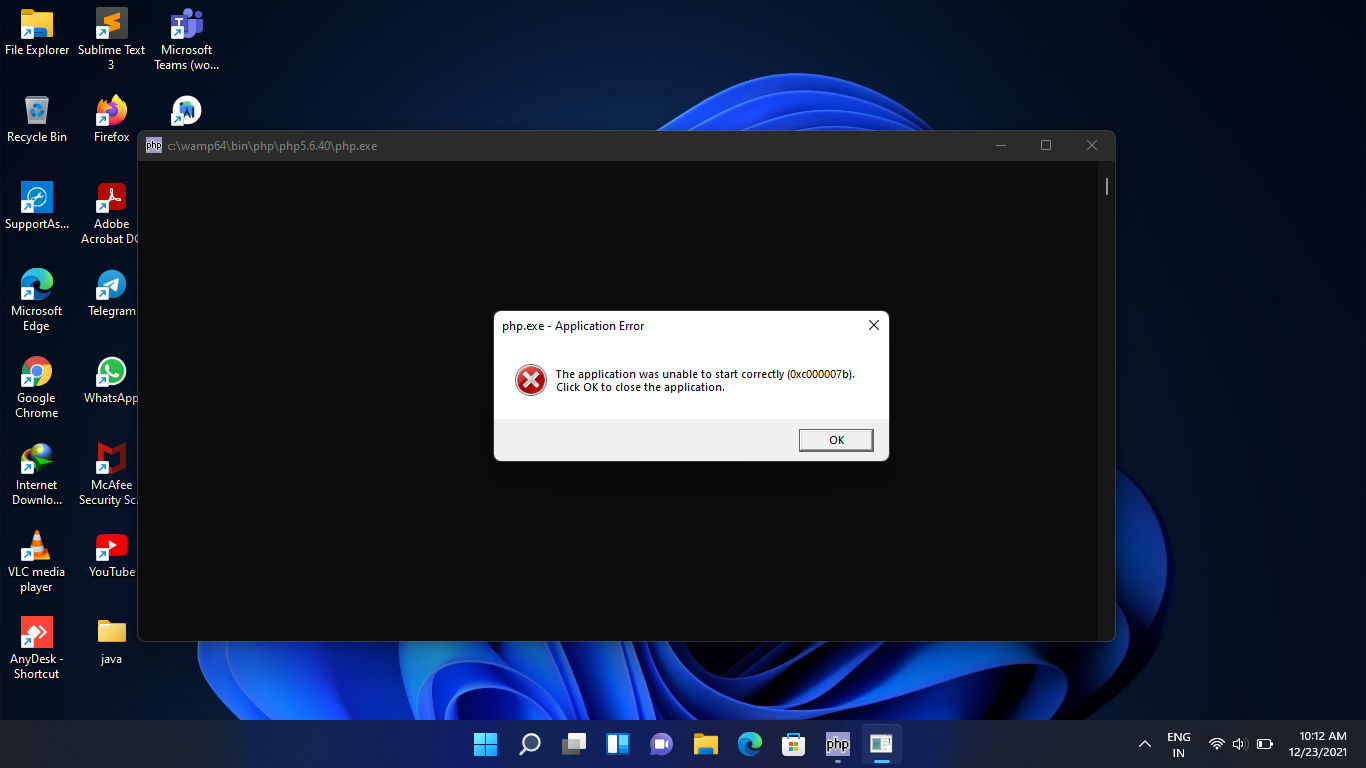 File Explorer
Sublime Text
3
Microsoft
Teams (wo...
Recycle Bin
Firefox
php
c:\wamp64\bin\php\php5.6.40\php.exe
SupportAs...
Adobe
Acrobat DC
Microsoft
Edge
Telegram
php.exe - Application Error
The application was unable to start correctly (0xc000007b).
Click OK to close the application.
OK
Google
Chrome
WhatsApp
Internet
Downlo...
McAfee
Security Sc.
VLC media
player
YouTube
AnyDesk -
Shortcut
java
php
ENG
IN
10:12 AM
12/23/2021